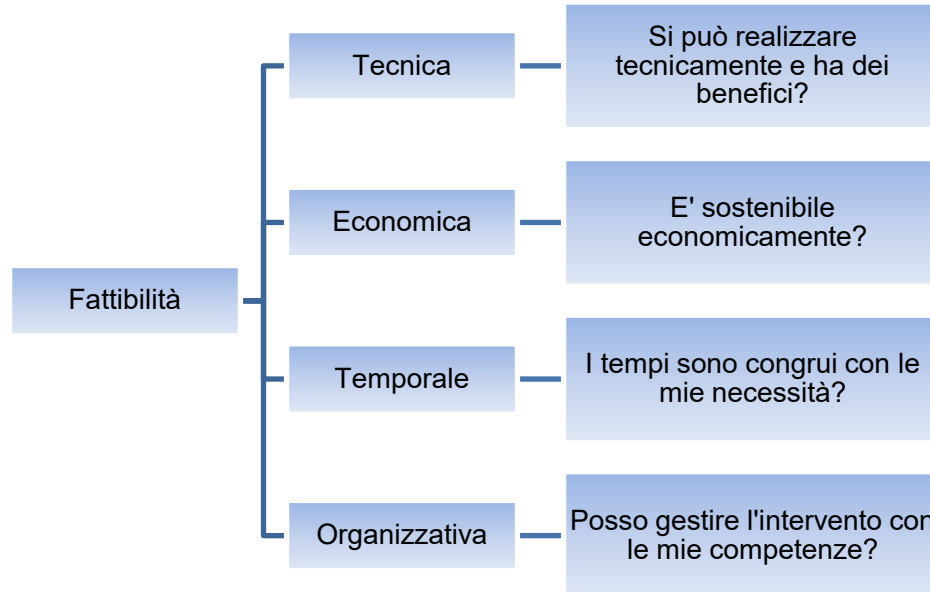 Fattibilità
Tecnica
Si può realizzare
tecnicamente e ha dei
benefici?
Economica
E' sostenibile
economicamente?
Temporale
I tempi sono congrui con le
mie necessità?
Organizzativa
Posso gestire l'intervento con
le mie competenze?